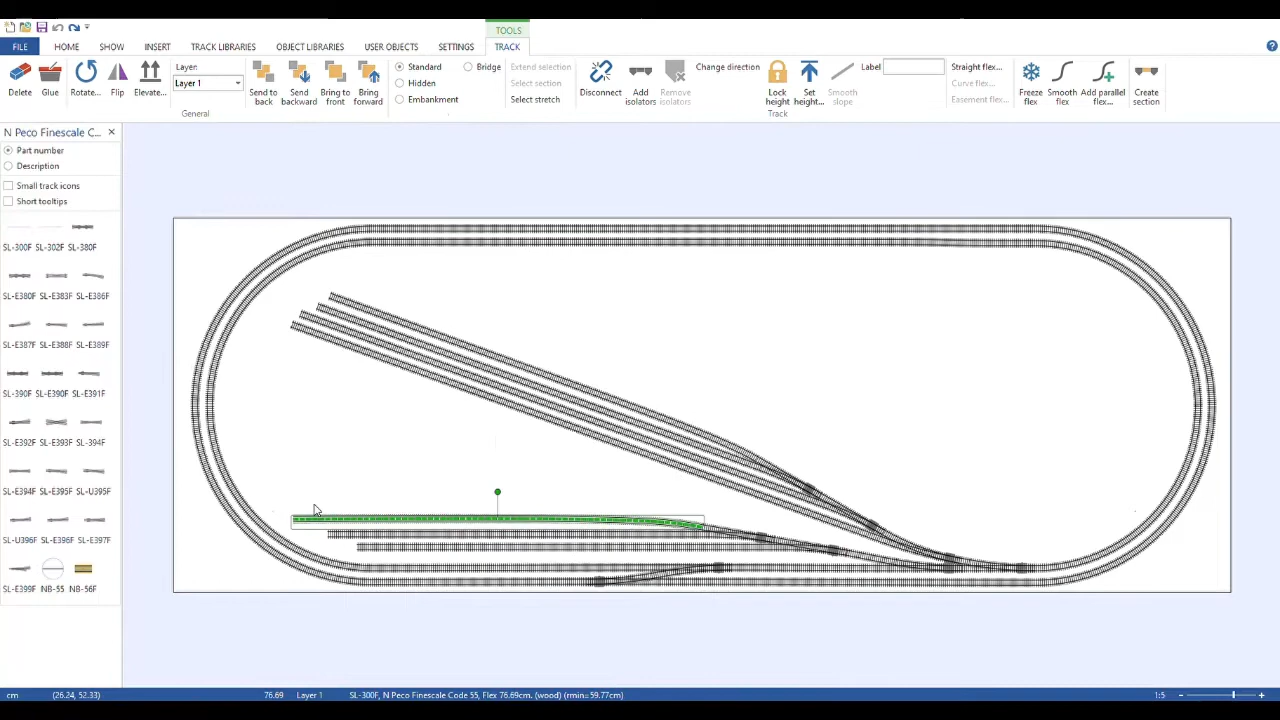 TOOLS
FILE HOME SHOW INSERT TRACK LIBRARIES OBJECT LIBRARIES USER OBJECTS SETTINGS TRACK
Delete Glue Rotate... Flip Elevate... Layer: Layer 1 Send to back Send backward Bring to front Bring forward
General
Standard Bridge
Hidden
Embankment
Extend selection
Select section
Select stretch
Disconnect Add isolators Remove isolators Change direction Lock height Set height... Smooth slope Label
Track
Straight flex...
Curve flex...
Easement flex...
Freeze flex Smooth flex Add parallel flex... Create section
N Peco Finescale C...
Part number
Description
Small track icons
Short tooltips
SL-300F SL-302F SL-380F
SL-E380F SL-E383F SL-E386F
SL-E387F SL-E388F SL-E389F
SL-390F SL-E390F SL-E391F
SL-E392F SL-E393F SL-394F
SL-E394F SL-E395F SL-U395F
SL-U396F SL-E396F SL-E397F
SL-E399F NB-55 NB-56F
cm (26.24, 52.33) 76.69 Layer 1 SL-300F, N Peco Finescale Code 55, Flex 76.69cm. (wood) (rmin=59.77cm) 1:5